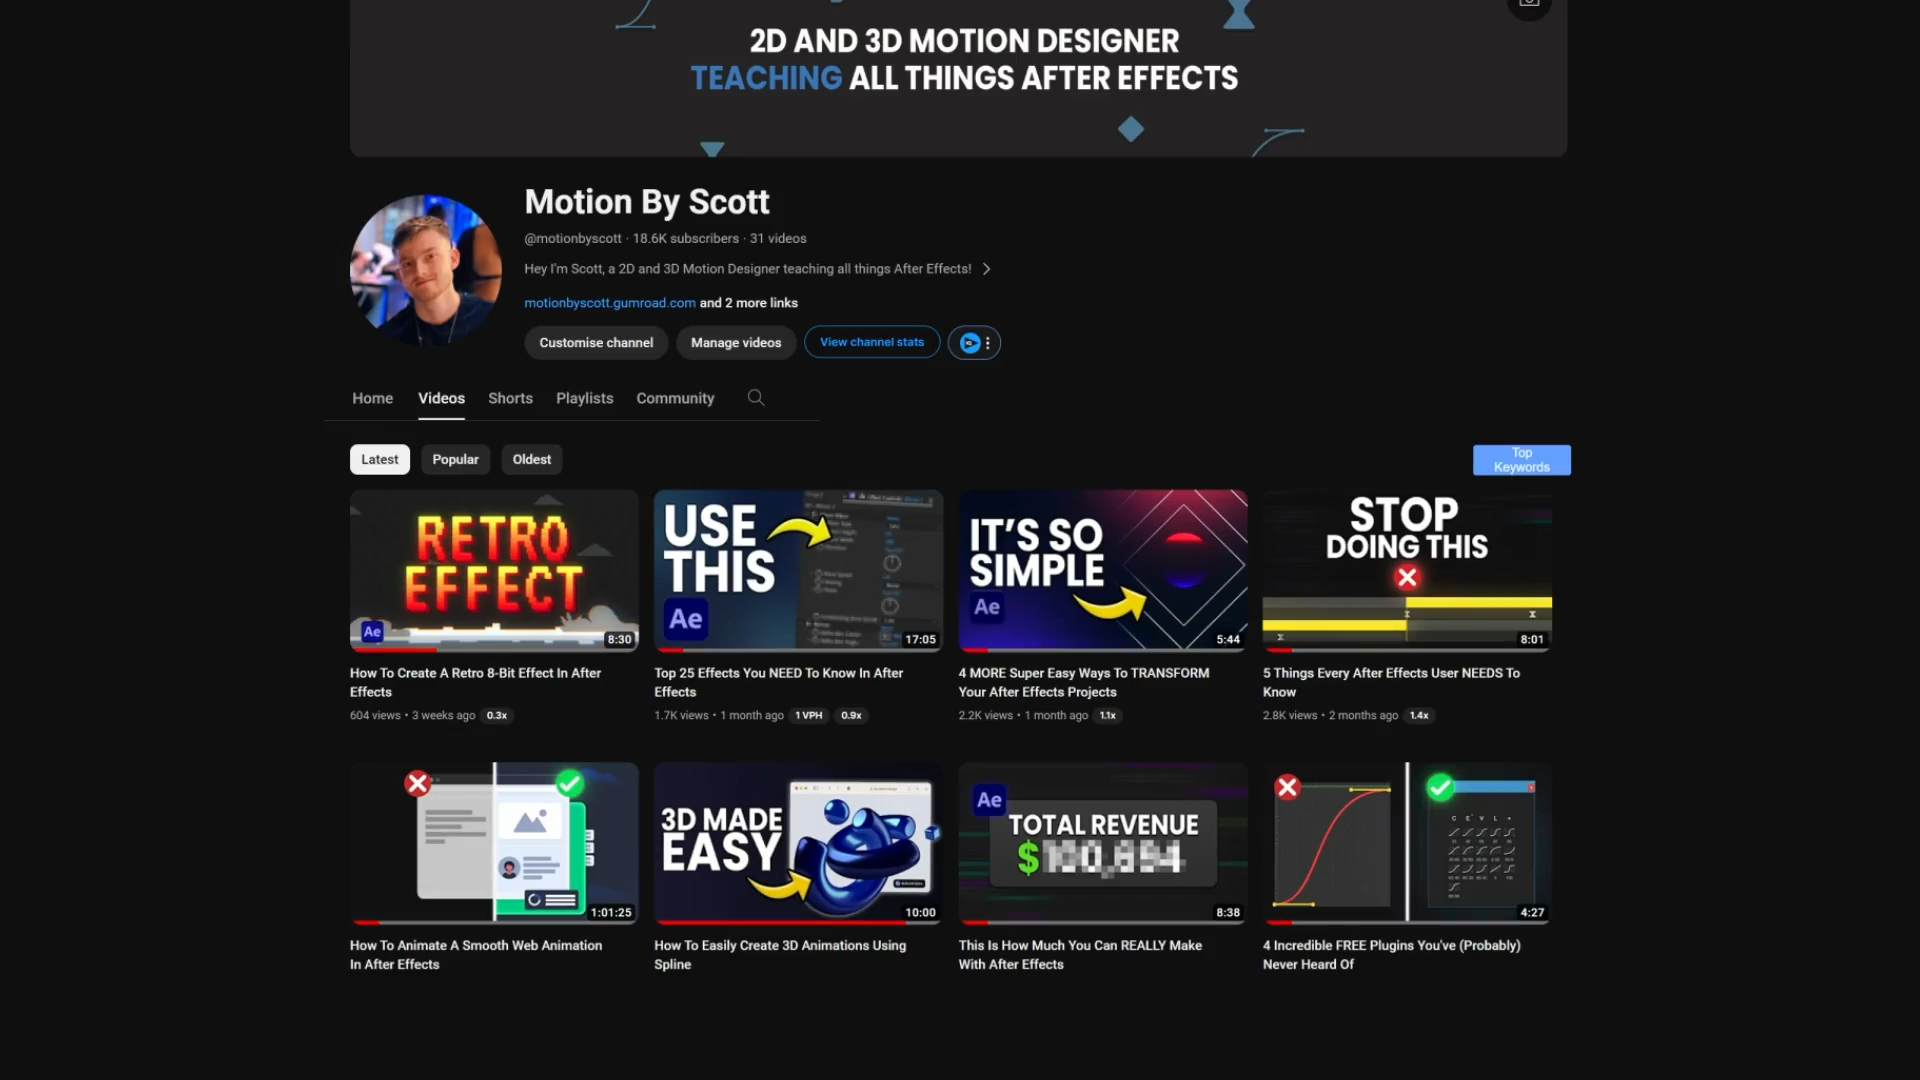 2D AND 3D MOTION DESIGNER
TEACHING ALL THINGS AFTER EFFECTS
Motion By Scott
@motionbyscott · 18.6K subscribers · 31 videos
Hey I'm Scott, a 2D and 3D Motion Designer teaching all things After Effects!
motionbyscott.gumroad.com and 2 more links
Customise channel
Manage videos
View channel stats
Home
Videos
Shorts
Playlists
Community
Latest
Popular
Oldest
Top
Keywords
RETRO
EFFECT
Ae
8:30
USE
THIS
Ae
17:05
IT'S SO
SIMPLE
Ae
5:44
STOP
DOING THIS
8:01
How To Create A Retro 8-Bit Effect In After
Effects
604 views • 3 weeks ago 0.3x
Top 25 Effects You NEED To Know In After
Effects
1.7K views • 1 month ago 1 VPH 0.9x
4 MORE Super Easy Ways To TRANSFORM
Your After Effects Projects
2.2K views • 1 month ago 1.1x
5 Things Every After Effects User NEEDS To
Know
2.8K views • 2 months ago 1.4x
1:01:25
3D MADE
EASY
10:00
Ae
TOTAL REVENUE
$
8:38
4:27
How To Animate A Smooth Web Animation
In After Effects
How To Easily Create 3D Animations Using
Spline
This Is How Much You Can REALLY Make
With After Effects
4 Incredible FREE Plugins You've (Probably)
Never Heard Of